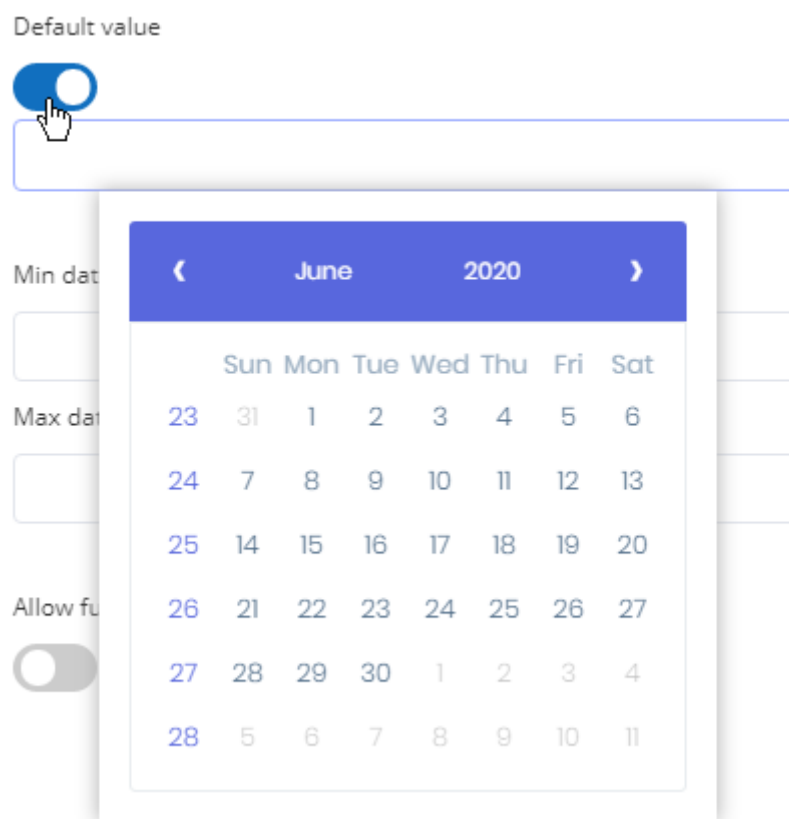 Default value
❰ June 2020 ❱
Min dat
Sun Mon Tue Wed Thu Fri Sat
23 31 1 2 3 4 5 6
Max dat
24 7 8 9 10 11 12 13
25 14 15 16 17 18 19 20
Allow fu
26 21 22 23 24 25 26 27
27 28 29 30 1 2 3 4
28 5 6 7 8 9 10 11